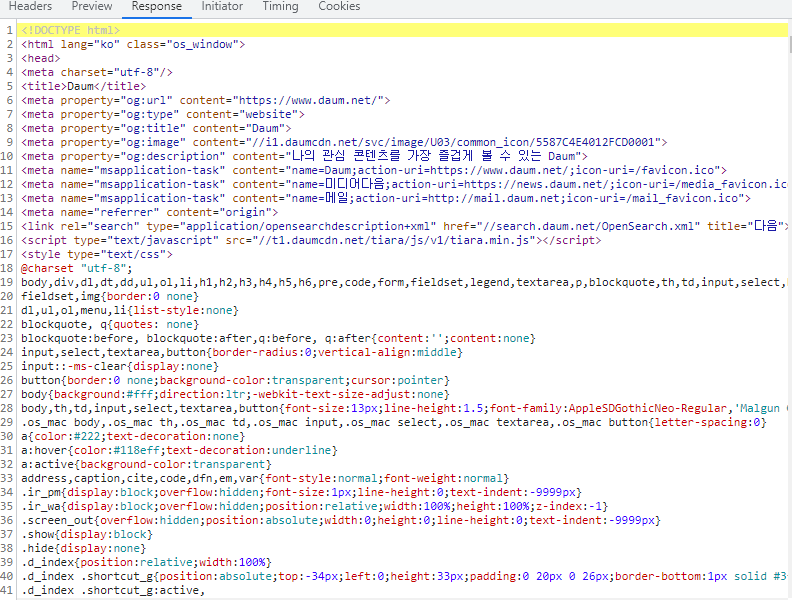 Headers Preview Response Initiator Timing Cookies
1 <!DOCTYPE html>
2 <html lang="ko" class="os_window">
3 <head>
4 <meta charset="utf-8"/>
5 <title>Daum</title>
6 <meta property="og:url" content="https://www.daum.net/">
7 <meta property="og:type" content="website">
8 <meta property="og:title" content="Daum">
9 <meta property="og:image" content="//i1.daumcdn.net/svc/image/U03/common_icon/5587C4E4012FCD0001">
10 <meta property="og:description" content="나의 관심 콘텐츠를 가장 즐겁게 볼 수 있는 Daum">
11 <meta name="msapplication-task" content="name=Daum;action-uri=https://www.daum.net/;icon-uri=/favicon.ico">
12 <meta name="msapplication-task" content="name=미디어다음;action-uri=https://news.daum.net/;icon-uri=/media_favicon.ico
13 <meta name="msapplication-task" content="name=메일;action-uri=http://mail.daum.net;icon-uri=/mail_favicon.ico">
14 <meta name="referrer" content="origin">
15 <link rel="search" type="application/opensearchdescription+xml" href="//search.daum.net/OpenSearch.xml" title="다음">
16 <script type="text/javascript" src="//t1.daumcdn.net/tiara/js/v1/tiara.min.js"></script>
17 <style type="text/css">
18 @charset "utf-8";
19 body,div,dl,dt,dd,ul,ol,li,h1,h2,h3,h4,h5,h6,pre,code,form,fieldset,legend,textarea,p,blockquote,th,td,input,select,
20 fieldset,img{border:0 none}
21 dl,ul,ol,menu,li{list-style:none}
22 blockquote, q{quotes: none}
23 blockquote:before, blockquote:after,q:before, q:after{content:'';content:none}
24 input,select,textarea,button{border-radius:0;vertical-align:middle}
25 input::-ms-clear{display:none}
26 button{border:0 none;background-color:transparent;cursor:pointer}
27 body{background:#fff;direction:ltr;-webkit-text-size-adjust:none}
28 body,th,td,input,select,textarea,button{font-size:13px;line-height:1.5;font-family:AppleSDGothicNeo-Regular,'Malgun
29 .os_mac body,.os_mac th,.os_mac td,.os_mac input,.os_mac select,.os_mac textarea,.os_mac button{letter-spacing:0}
30 a{color:#222;text-decoration:none}
31 a:hover{color:#118eff;text-decoration:underline}
32 a:active{background-color:transparent}
33 address,caption,cite,code,dfn,em,var{font-style:normal;font-weight:normal}
34 .ir_pm{display:block;overflow:hidden;font-size:1px;line-height:0;text-indent:-9999px}
35 .ir_wa{display:block;overflow:hidden;position:relative;width:100%;height:100%;z-index:-1}
36 .screen_out{overflow:hidden;position:absolute;width:0;height:0;line-height:0;text-indent:-9999px}
37 .show{display:block}
38 .hide{display:none}
39 .d_index{position:relative;width:100%}
40 .d_index .shortcut_g{position:absolute;top:-34px;left:0;height:33px;padding:0 20px 0 26px;border-bottom:1px solid #3
41 .d_index .shortcut_g:active,